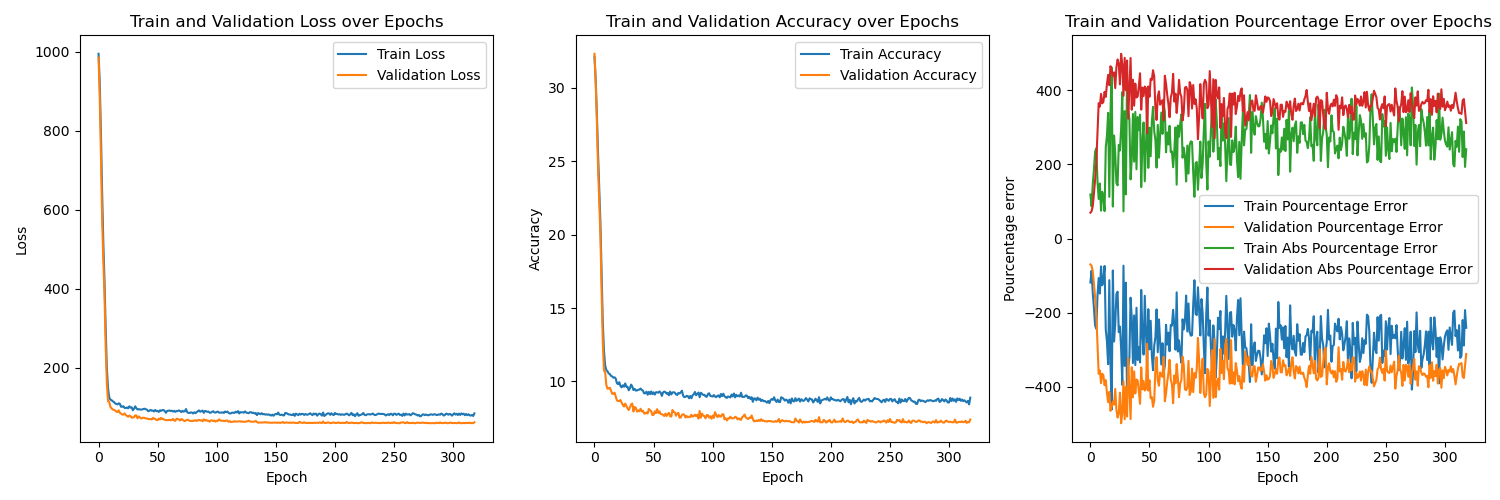 Train and Validation Loss over Epochs
Train Loss
Validation Loss
Loss
1000
800
600
400
200
0
50
100
150
200
250
300
Epoch
Train and Validation Accuracy over Epochs
Train Accuracy
Validation Accuracy
Accuracy
30
25
20
15
10
0
50
100
150
200
250
300
Epoch
Train and Validation Pourcentage Error over Epochs
Train Pourcentage Error
Validation Pourcentage Error
Train Abs Pourcentage Error
Validation Abs Pourcentage Error
Pourcentage error
400
200
0
−200
−400
0
50
100
150
200
250
300
Epoch